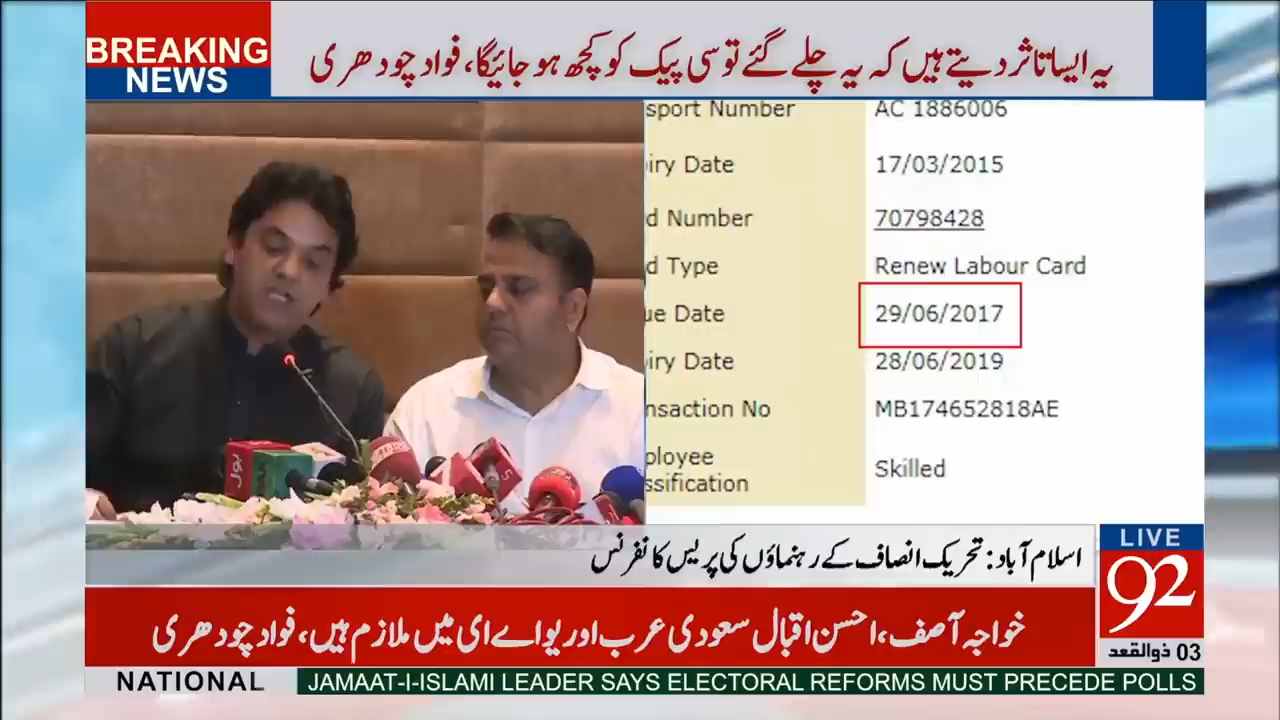 BREAKING
NEWS
یہ ایسا تاثر دیتے ہیں کہ یہ چلے گئے تو سی پیک کو کچھ ہو جائیگا، فواد چودھری
sport Number AC 1886006
iry Date 17/03/2015
d Number 70798428
d Type Renew Labour Card
ue Date 29/06/2017
iry Date 28/06/2019
nsaction No MB174652818AE
ployee
ssification Skilled
بول
اسلام آباد: تحریک انصاف کے رہنماؤں کی پریس کانفرنس
LIVE
92
خواجہ آصف، احسن اقبال سعودی عرب اور یو اے ای میں ملازم ہیں، فواد چودھری
03 ذوالقعد
NATIONAL JAMAAT-I-ISLAMI LEADER SAYS ELECTORAL REFORMS MUST PRECEDE POLLS